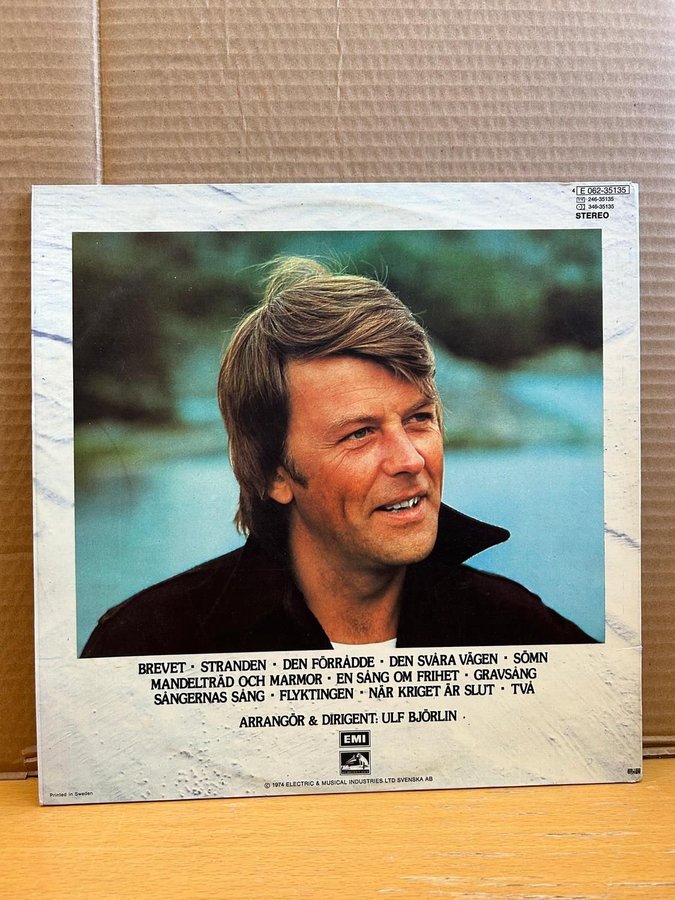 4 E 062-35135
246-35135
346-35135
STEREO
BREVET · STRANDEN · DEN FÖRRÅDDE · DEN SVÅRA VÄGEN · SÖMN
MANDELTRÄD OCH MARMOR · EN SÅNG OM FRIHET · GRAVSÅNG
SÅNGERNAS SÅNG · FLYKTINGEN · NÄR KRIGET ÄR SLUT · TVÅ
ARRANGÖR & DIRIGENT: ULF BJÖRLIN
EMI
℗ 1974 ELECTRIC & MUSICAL INDUSTRIES LTD SVENSKA AB
Printed in Sweden